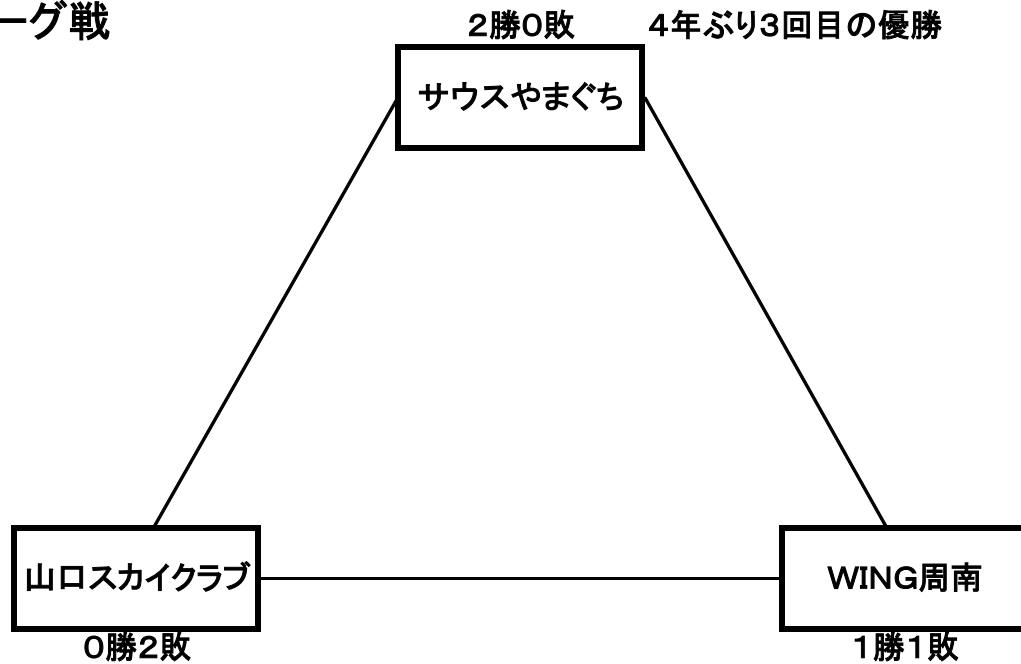 ーグ戦
２勝０敗 ４年ぶり３回目の優勝
サウスやまぐち
山口スカイクラブ
ＷＩＮＧ周南
０勝２敗
１勝１敗